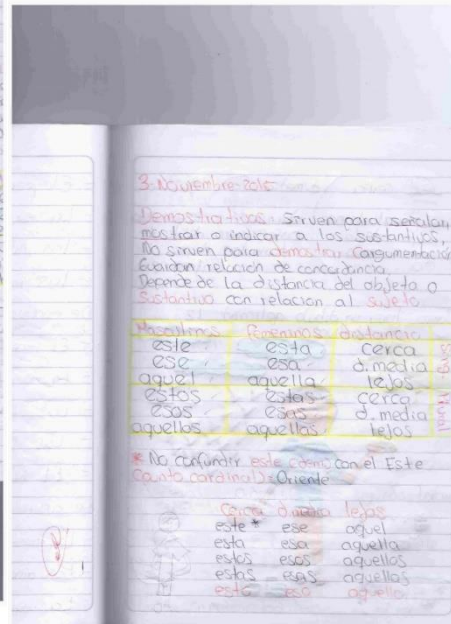 3-Noviembre-2015
Demostrativos: Sirven para señalar,
mostrar o indicar a los sustantivos,
No sirven para demostrar (argumentación
Guardan relación de concordancia
Depende de la distancia del objeto o
sustantivo con relación al sujeto
Masculinos Femeninos distancia
este esta cerca
ese esa d. media
aquel aquella lejos
estos estas cerca
esos esas d. media
aquellos aquellas lejos
Plural
* No confundir este con el Este
(punto cardinal) = Oriente
Cerca d. media lejos
este * ese aquel
esta esa aquella
estos esos aquellos
estas esas aquellas
esto eso aquello